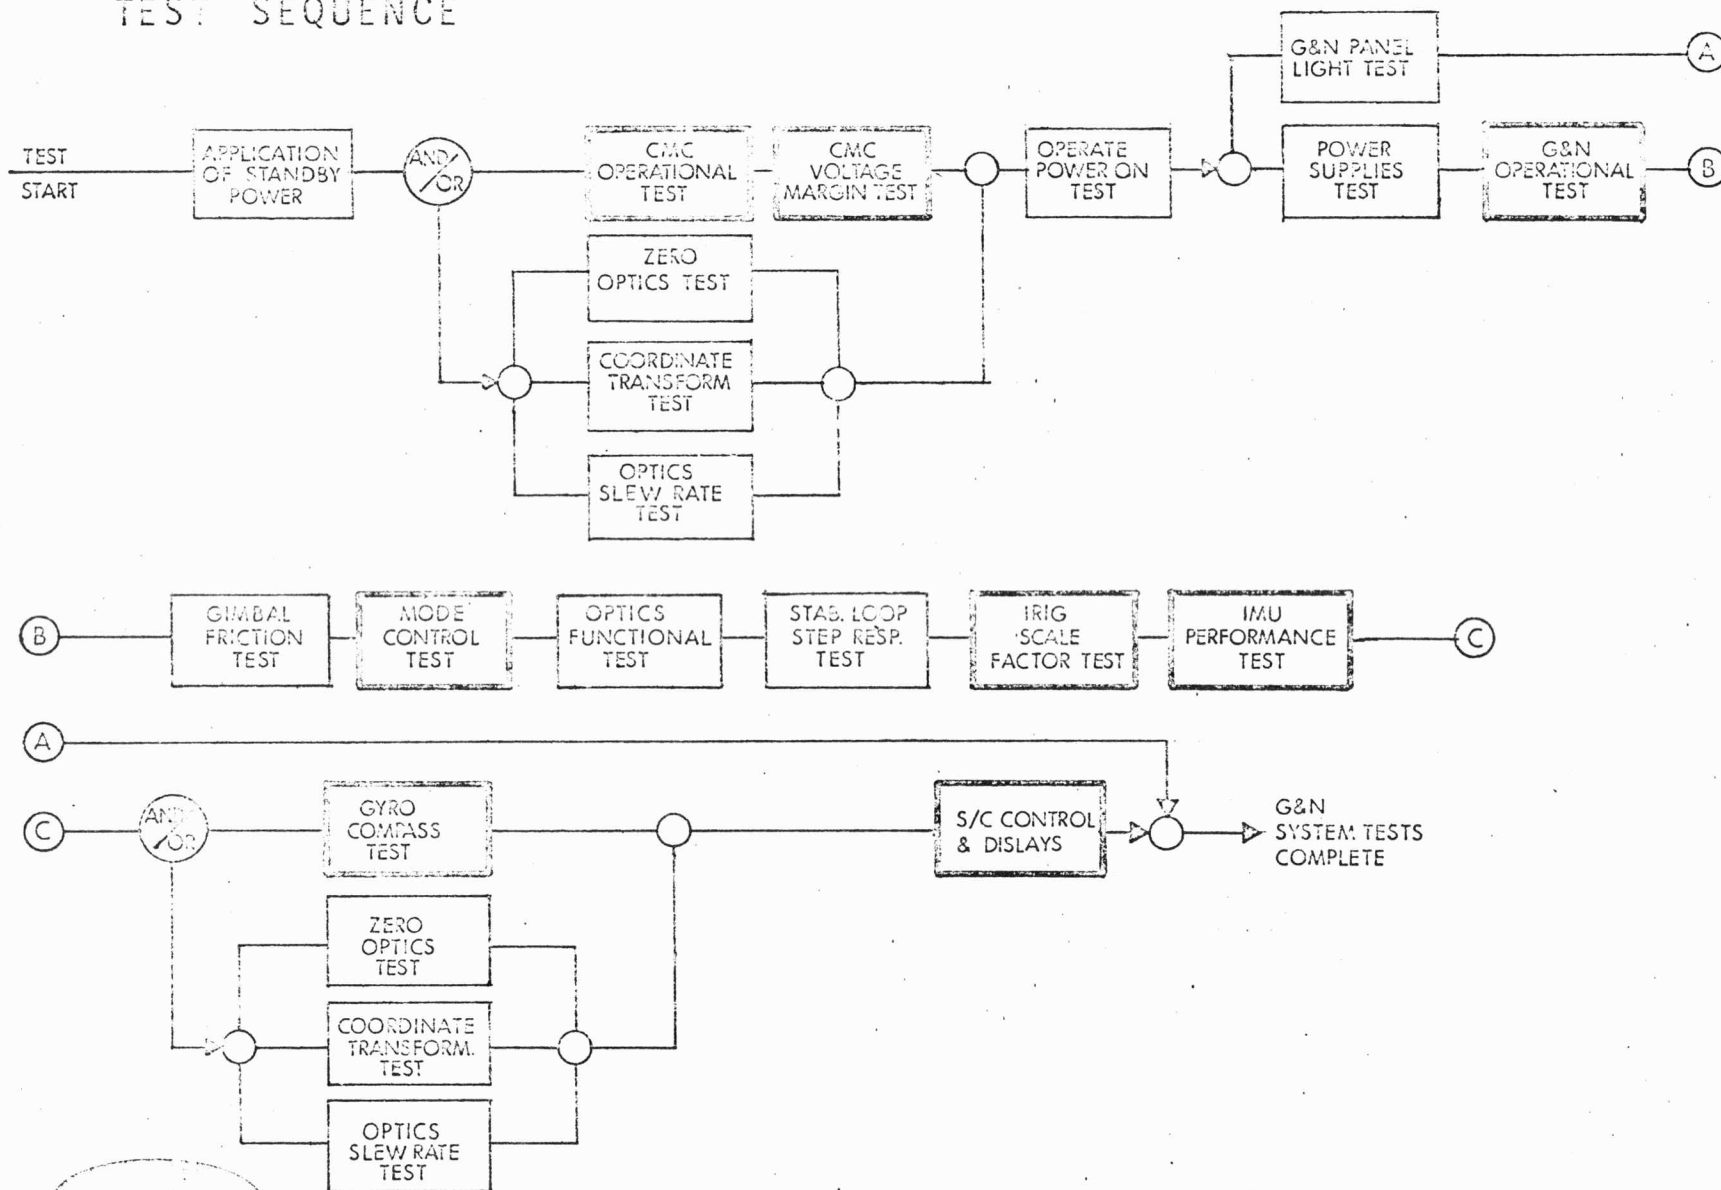 TEST SEQUENCE
G&N PANEL
LIGHT TEST
A
TEST
START
APPLICATION
OF STANDBY
POWER
AND/
OR
CMC
OPERATIONAL
TEST
CMC
VOLTAGE
MARGIN TEST
OPERATE
POWER ON
TEST
POWER
SUPPLIES
TEST
G&N
OPERATIONAL
TEST
B
ZERO
OPTICS TEST
COORDINATE
TRANSFORM
TEST
OPTICS
SLEW RATE
TEST
B
GIMBAL
FRICTION
TEST
MODE
CONTROL
TEST
OPTICS
FUNCTIONAL
TEST
STAB. LOOP
STEP RESP.
TEST
IRIG
SCALE
FACTOR TEST
IMU
PERFORMANCE
TEST
C
A
C
AND/
OR
GYRO
COMPASS
TEST
S/C CONTROL
& DISLAYS
G&N
SYSTEM TESTS
COMPLETE
ZERO
OPTICS
TEST
COORDINATE
TRANSFORM.
TEST
OPTICS
SLEW RATE
TEST